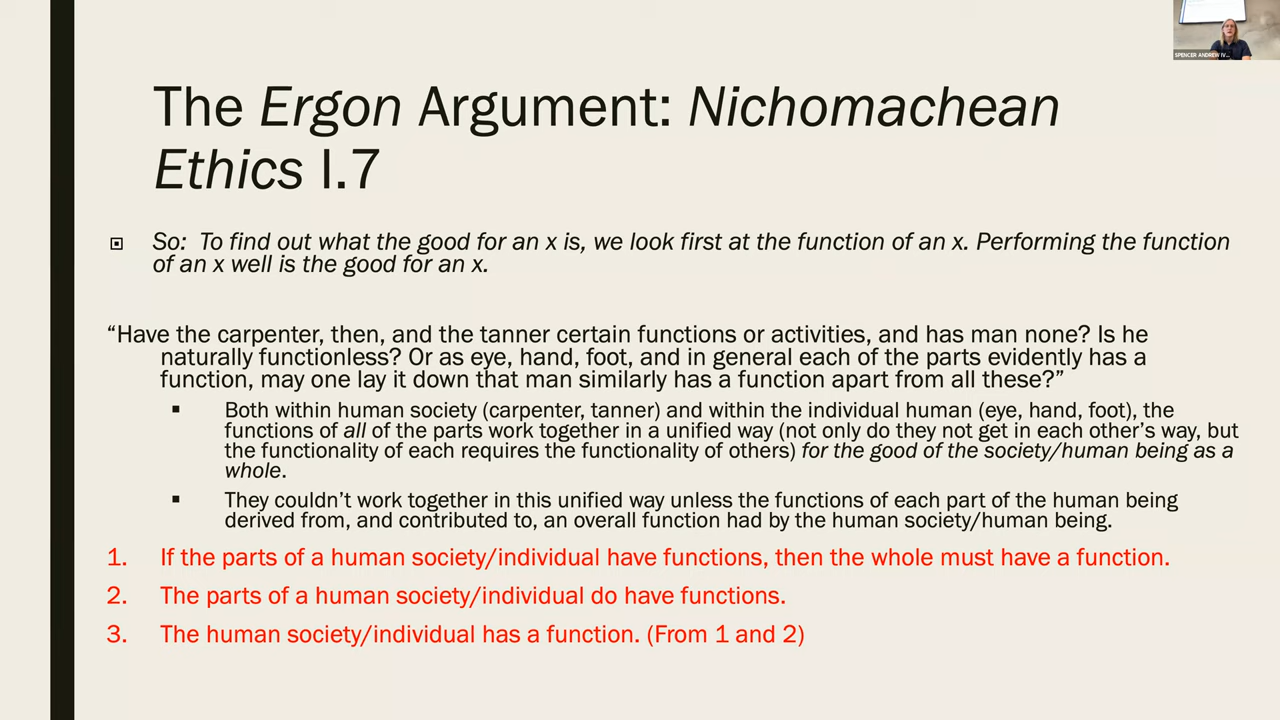 SPENCER ANDREW IV...
The Ergon Argument: Nichomachean
Ethics I.7
So: To find out what the good for an x is, we look first at the function of an x. Performing the function
of an x well is the good for an x.
“Have the carpenter, then, and the tanner certain functions or activities, and has man none? Is he
naturally functionless? Or as eye, hand, foot, and in general each of the parts evidently has a
function, may one lay it down that man similarly has a function apart from all these?”
▪ Both within human society (carpenter, tanner) and within the individual human (eye, hand, foot), the
functions of all of the parts work together in a unified way (not only do they not get in each other’s way, but
the functionality of each requires the functionality of others) for the good of the society/human being as a
whole.
▪ They couldn’t work together in this unified way unless the functions of each part of the human being
derived from, and contributed to, an overall function had by the human society/human being.
1. If the parts of a human society/individual have functions, then the whole must have a function.
2. The parts of a human society/individual do have functions.
3. The human society/individual has a function. (From 1 and 2)